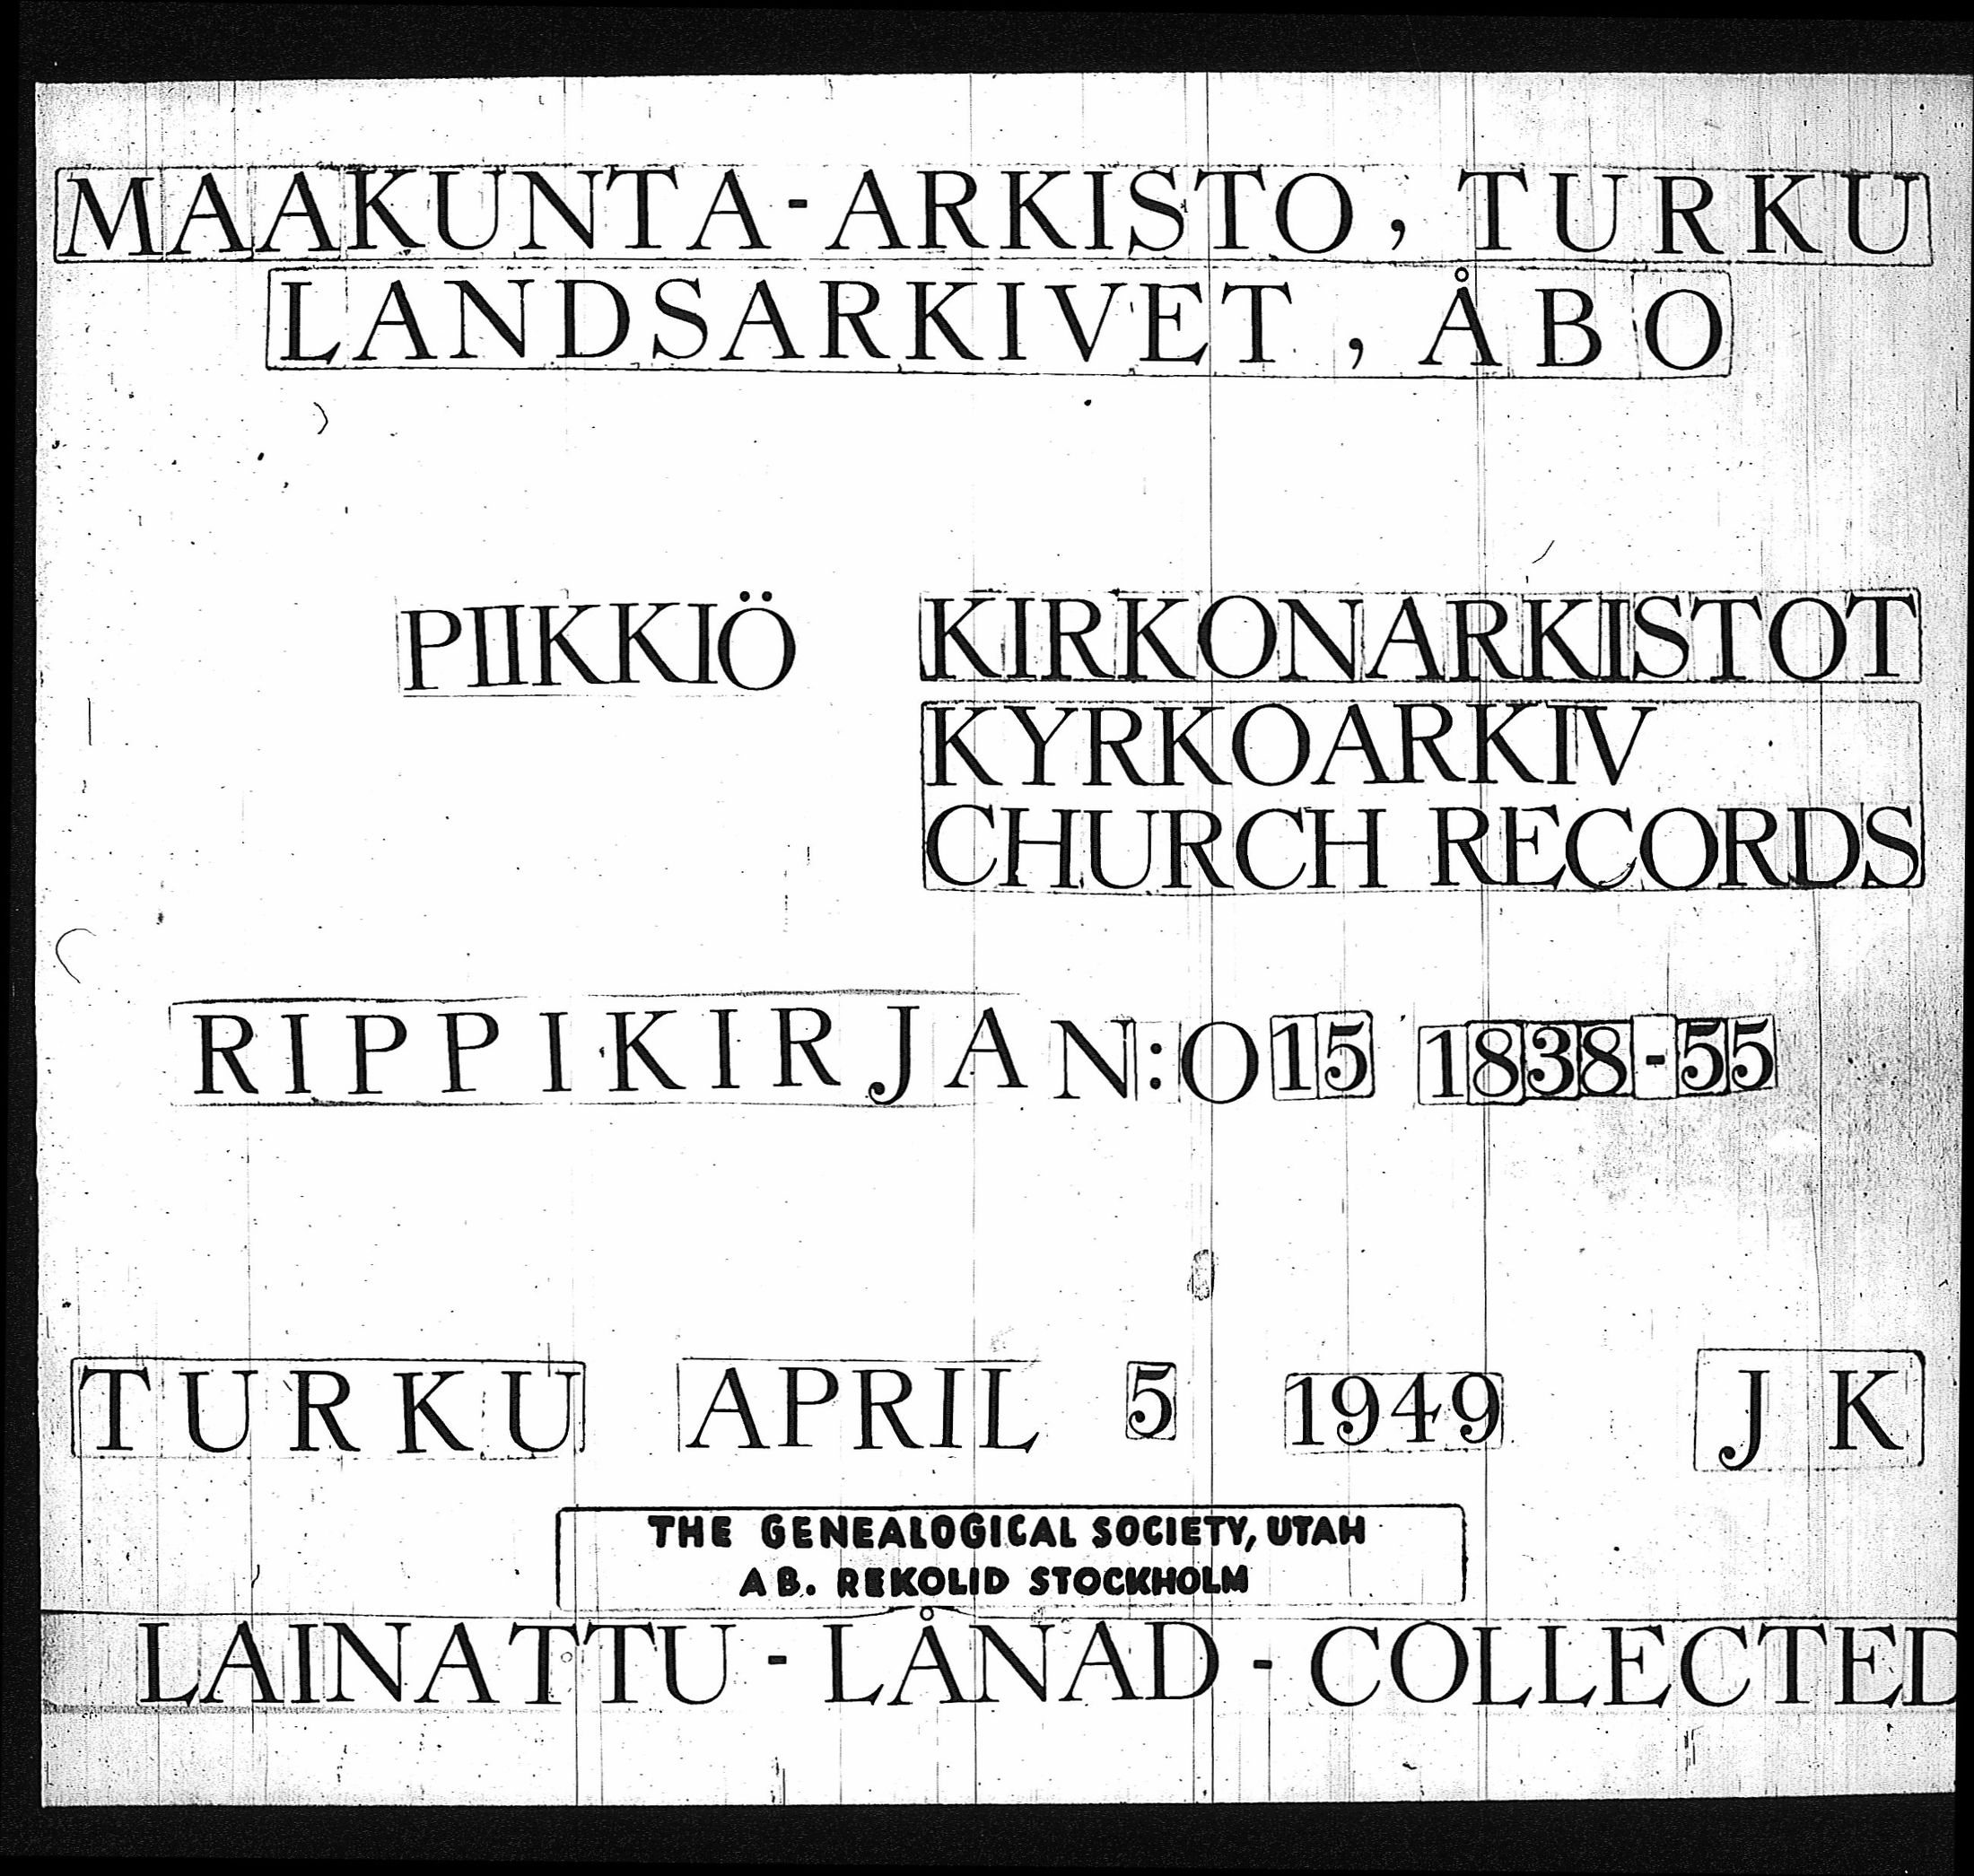 MAAKUNTA-ARKISTO, TURKU
LANDSARKIVET, ÅBO
PIIKKIÖ KIRKONARKISTOT
KYRKOARKIV
CHURCH RECORDS
RIPPIKIRJA N:O 15 1838-55
TURKU APRIL 5 1949 J K
THE GENEALOGICAL SOCIETY, UTAH
A B. REKOLID STOCKHOLM
LAINATTU - LÅNAD - COLLECTED